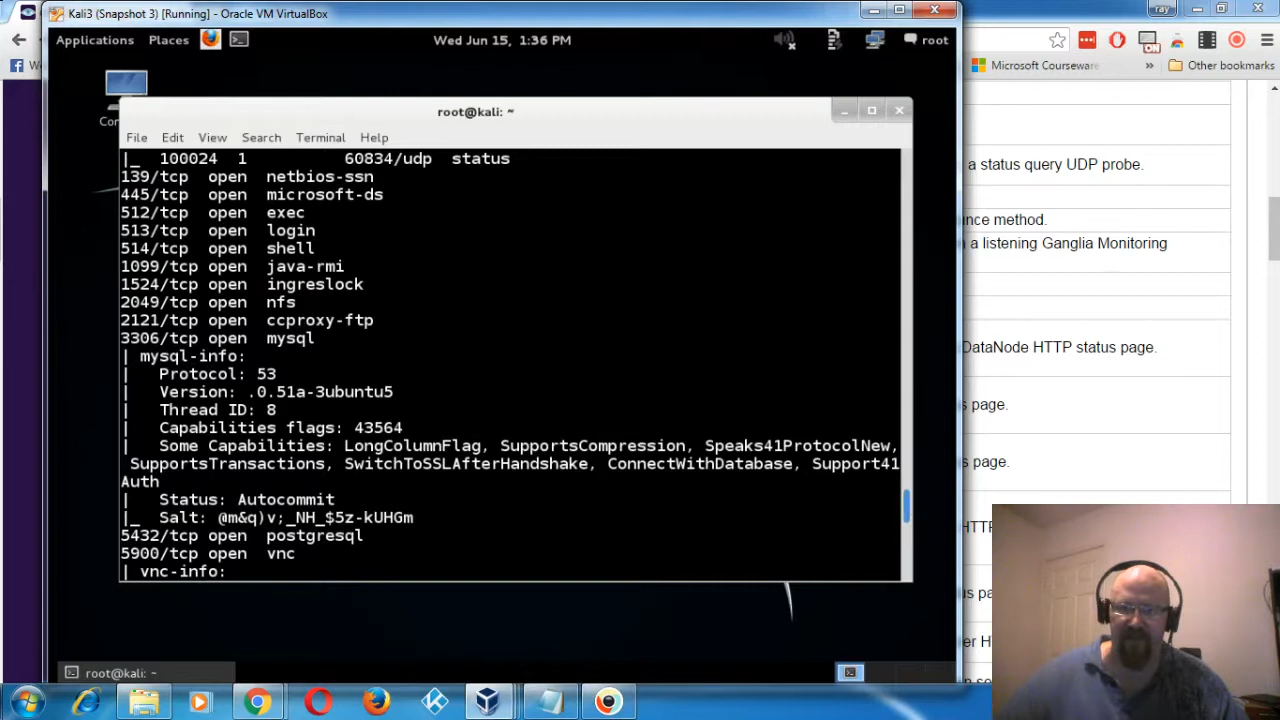 Kali3 (Snapshot 3) [Running] - Oracle VM VirtualBox
ray
Applications Places Wed Jun 15, 1:36 PM root
Microsoft Courseware » Other bookmarks
root@kali: ~
File Edit View Search Terminal Help
|_ 100024 1 60834/udp status
139/tcp open netbios-ssn
445/tcp open microsoft-ds
512/tcp open exec
513/tcp open login
514/tcp open shell
1099/tcp open java-rmi
1524/tcp open ingreslock
2049/tcp open nfs
2121/tcp open ccproxy-ftp
3306/tcp open mysql
| mysql-info:
| Protocol: 53
| Version: .0.51a-3ubuntu5
| Thread ID: 8
| Capabilities flags: 43564
| Some Capabilities: LongColumnFlag, SupportsCompression, Speaks41ProtocolNew,
SupportsTransactions, SwitchToSSLAfterHandshake, ConnectWithDatabase, Support41
Auth
| Status: Autocommit
|_ Salt: @m&q)v;_NH_$5z-kUHGm
5432/tcp open postgresql
5900/tcp open vnc
| vnc-info:
root@kali: ~
a status query UDP probe.
ance method.
a listening Ganglia Monitoring
DataNode HTTP status page.
s page.
s page.